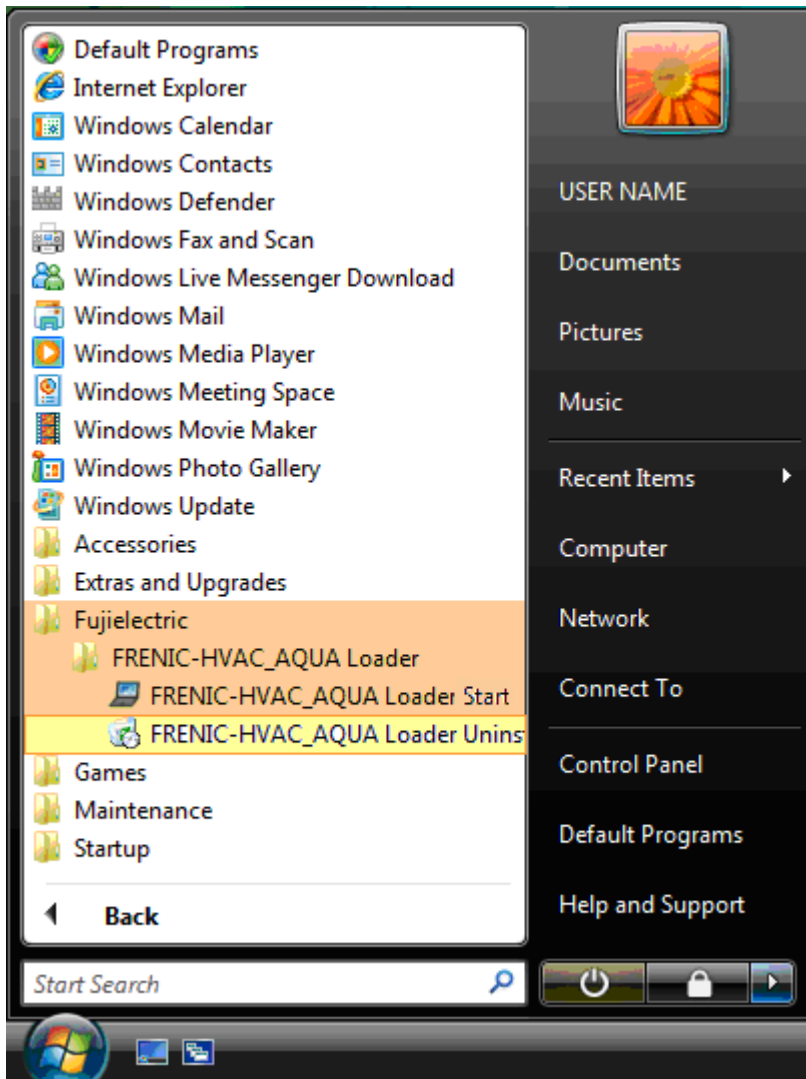 Default Programs
Internet Explorer
Windows Calendar
Windows Contacts
Windows Defender
Windows Fax and Scan
Windows Live Messenger Download
Windows Mail
Windows Media Player
Windows Meeting Space
Windows Movie Maker
Windows Photo Gallery
Windows Update
Accessories
Extras and Upgrades
Fujielectric
FRENIC-HVAC_AQUA Loader
FRENIC-HVAC_AQUA Loader Start
FRENIC-HVAC_AQUA Loader Unins
Games
Maintenance
Startup
Back
Start Search
USER NAME
Documents
Pictures
Music
Recent Items
Computer
Network
Connect To
Control Panel
Default Programs
Help and Support